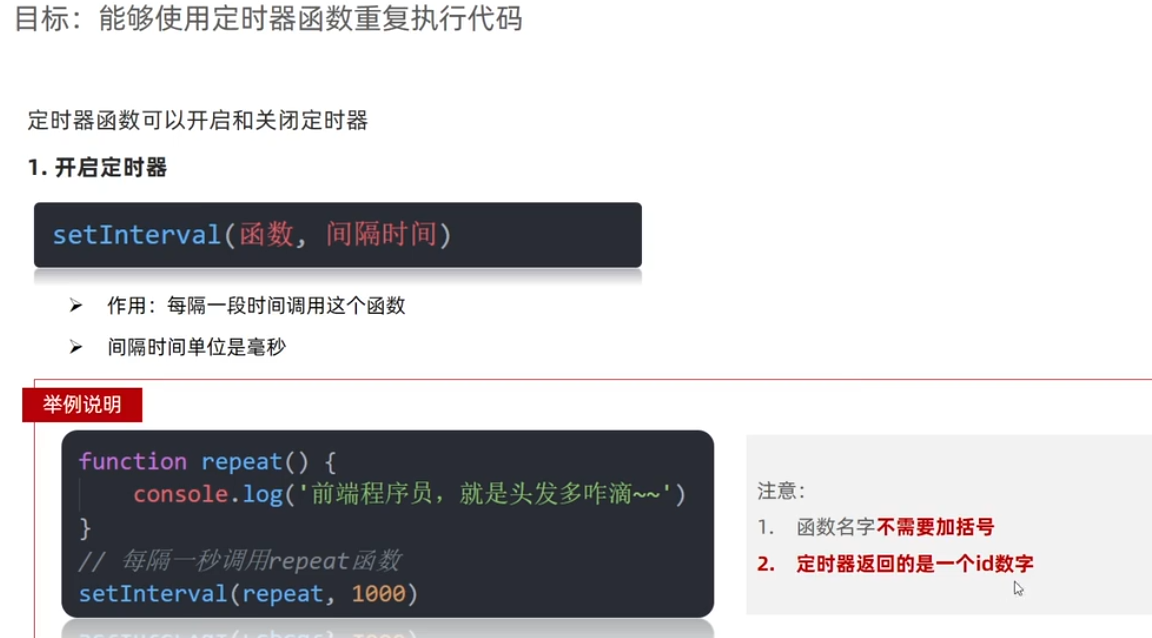 目标：能够使用定时器函数重复执行代码
定时器函数可以开启和关闭定时器
1. 开启定时器
setInterval(函数, 间隔时间)
➢ 作用：每隔一段时间调用这个函数
➢ 间隔时间单位是毫秒
举例说明
function repeat() {
    console.log('前端程序员，就是头发多咋滴~~')
}
// 每隔一秒调用repeat函数
setInterval(repeat, 1000)
注意：
1. 函数名字不需要加括号
2. 定时器返回的是一个id数字